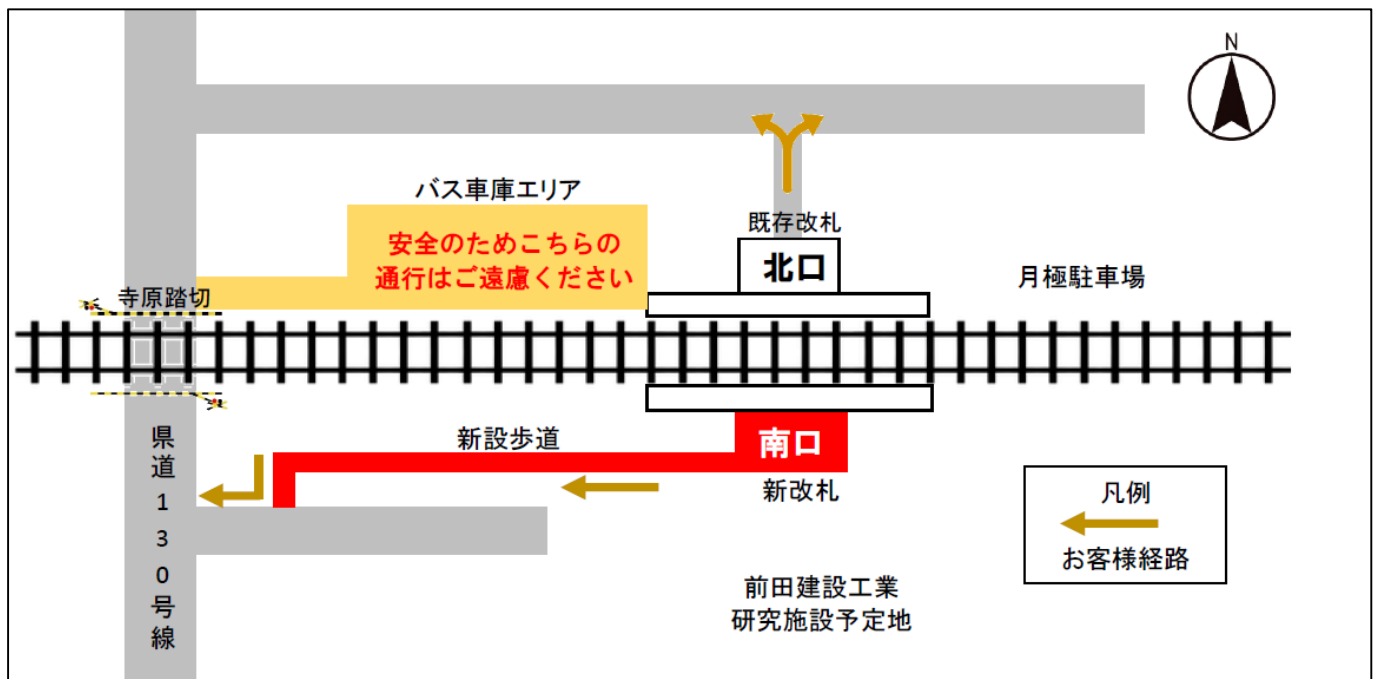 N
バス車庫エリア
安全のためこちらの
通行はご遠慮ください
既存改札
北口
月極駐車場
寺原踏切
県道130号線
新設歩道
南口
新改札
凡例
お客様経路
前田建設工業
研究施設予定地